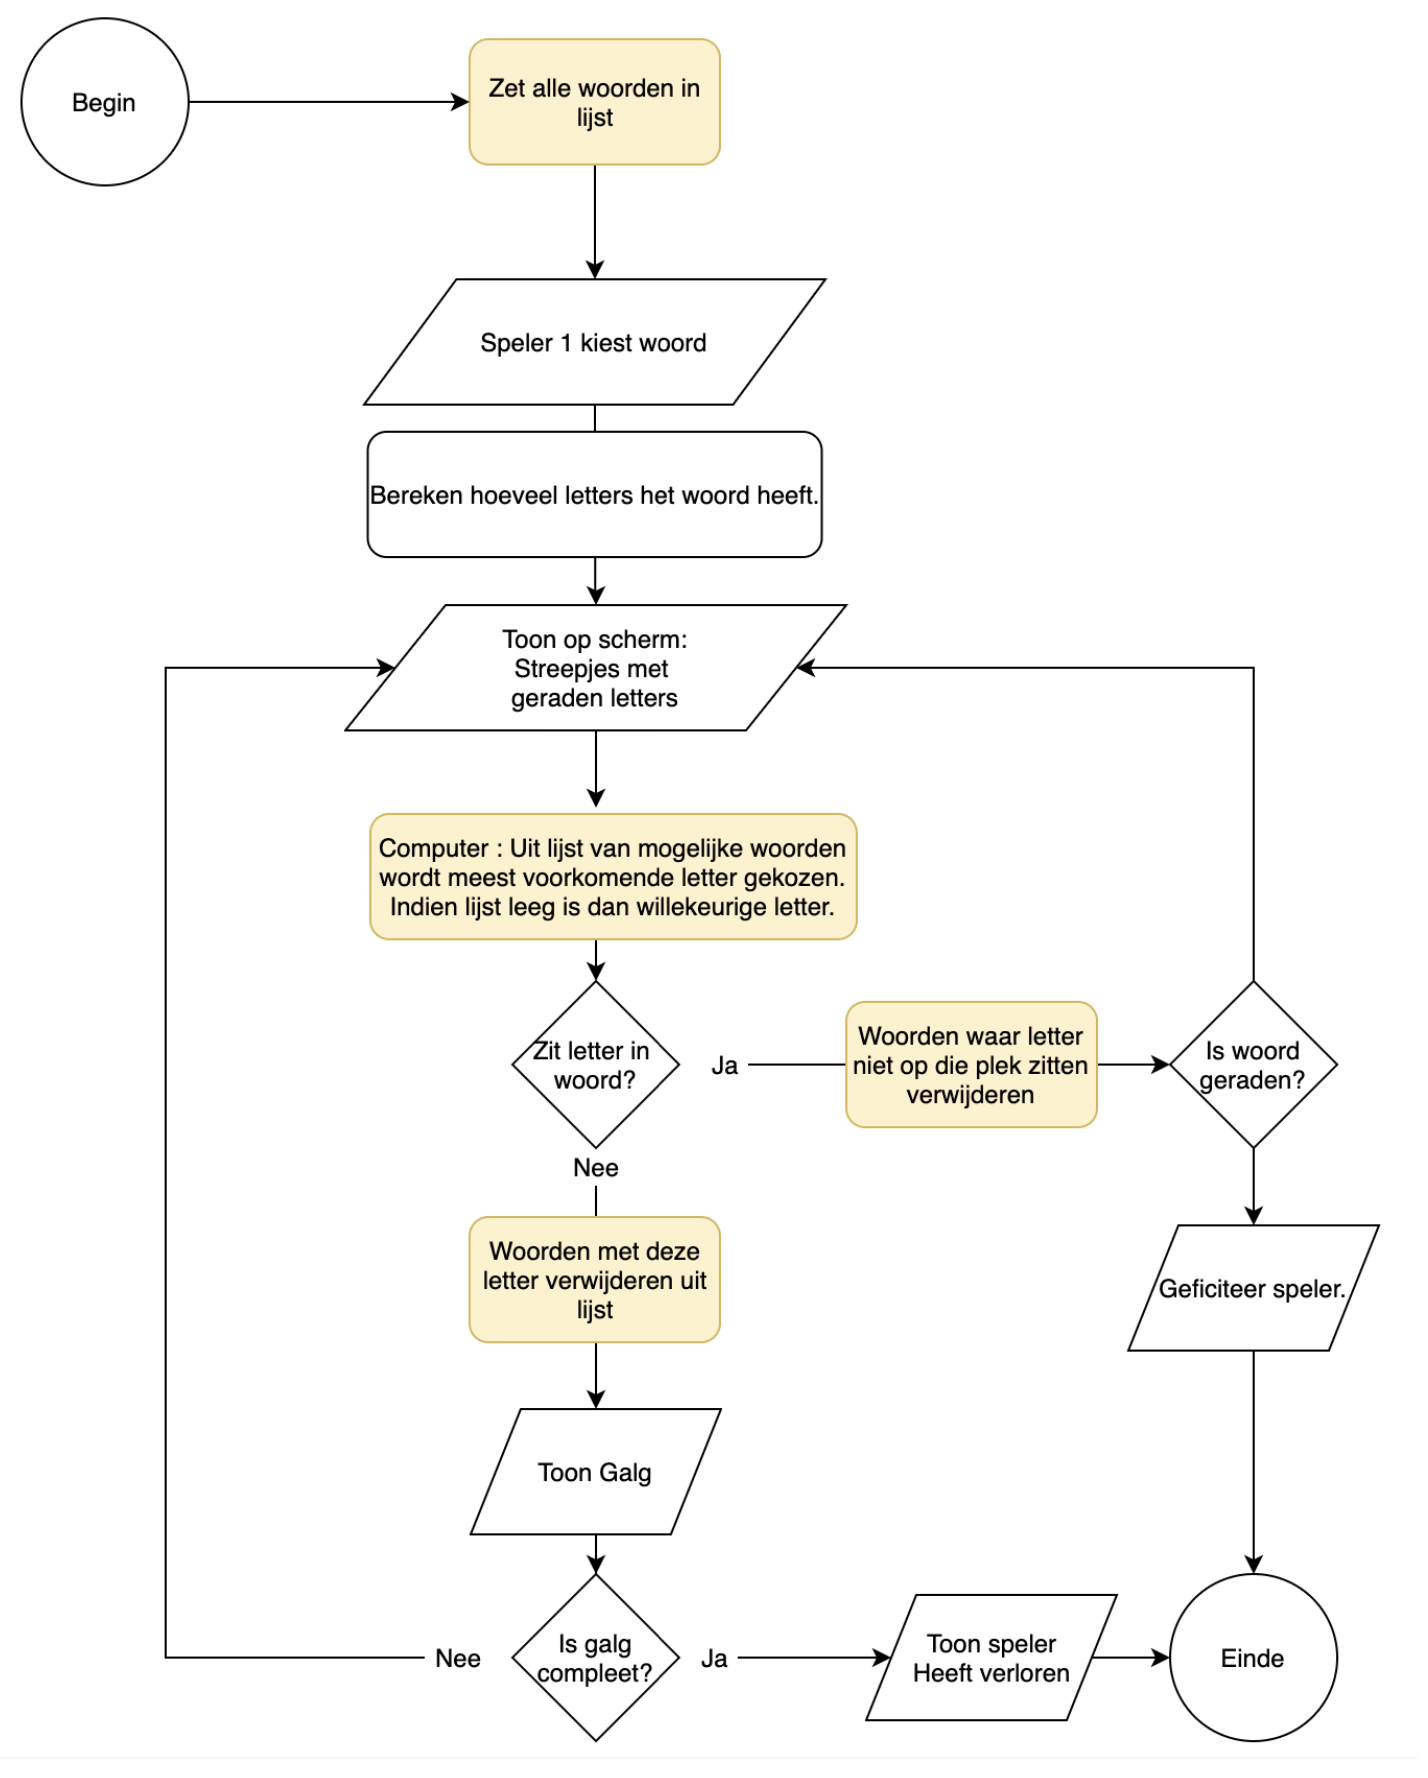 Begin
Zet alle woorden in
lijst
Speler 1 kiest woord
Bereken hoeveel letters het woord heeft.
Toon op scherm:
Streepjes met
geraden letters
Computer : Uit lijst van mogelijke woorden
wordt meest voorkomende letter gekozen.
Indien lijst leeg is dan willekeurige letter.
Zit letter in
woord?
Ja
Woorden waar letter
niet op die plek zitten
verwijderen
Is woord
geraden?
Nee
Woorden met deze
letter verwijderen uit
lijst
Geficiteer speler.
Toon Galg
Nee
Is galg
compleet?
Ja
Toon speler
Heeft verloren
Einde